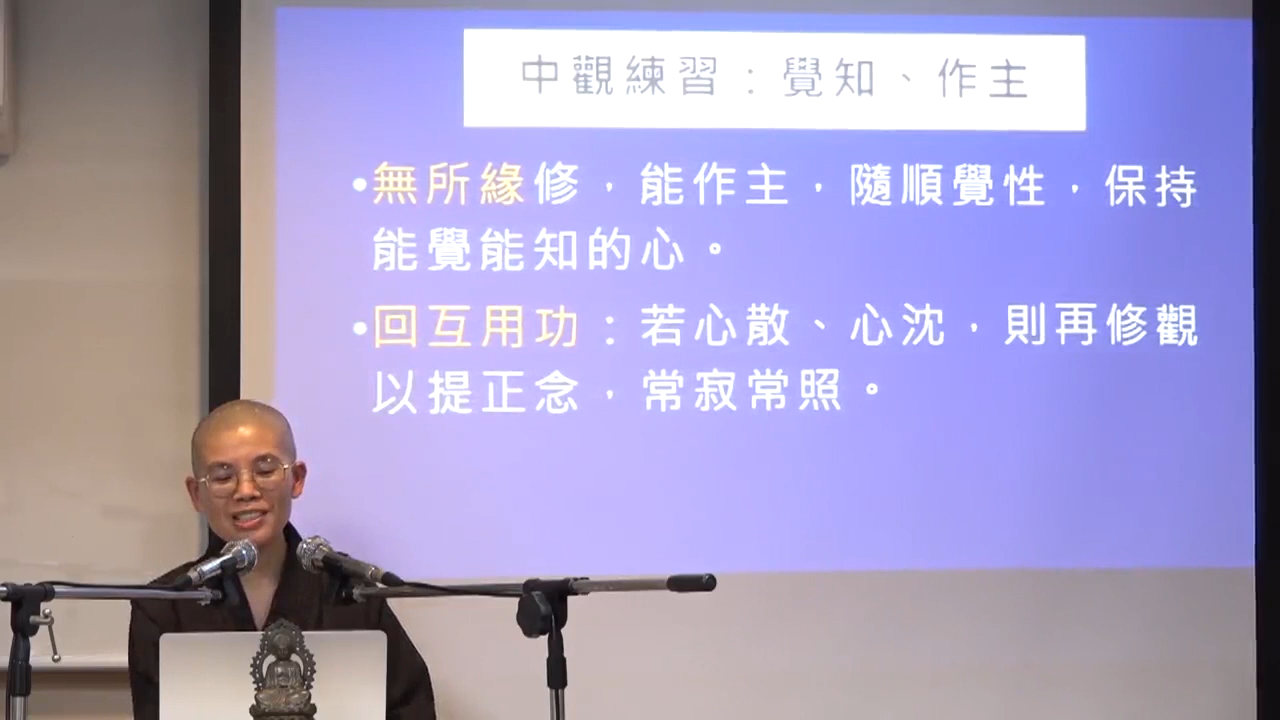 中觀練習：覺知、作主
•無所緣修，能作主，隨順覺性，保持
能覺能知的心。
•回互用功：若心散、心沈，則再修觀
以提正念，常寂常照。